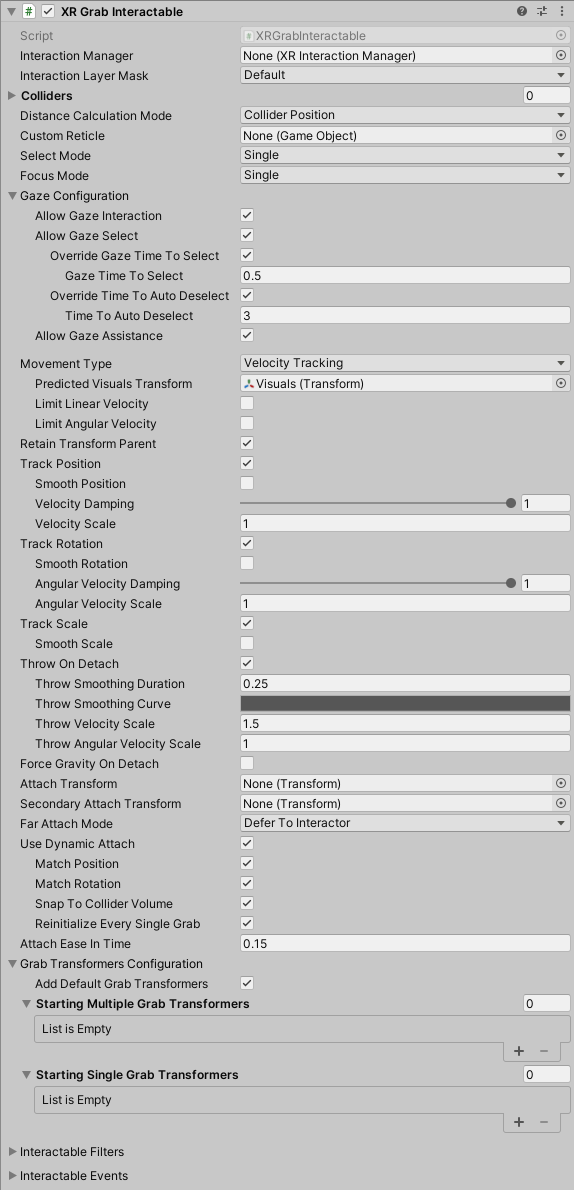 XR Grab Interactable
Script XRGrabInteractable
Interaction Manager None (XR Interaction Manager)
Interaction Layer Mask Default
Colliders 0
Distance Calculation Mode Collider Position
Custom Reticle None (Game Object)
Select Mode Single
Focus Mode Single
Gaze Configuration
Allow Gaze Interaction
Allow Gaze Select
Override Gaze Time To Select
Gaze Time To Select 0.5
Override Time To Auto Deselect
Time To Auto Deselect 3
Allow Gaze Assistance
Movement Type Velocity Tracking
Predicted Visuals Transform Visuals (Transform)
Limit Linear Velocity
Limit Angular Velocity
Retain Transform Parent
Track Position
Smooth Position
Velocity Damping 1
Velocity Scale 1
Track Rotation
Smooth Rotation
Angular Velocity Damping 1
Angular Velocity Scale 1
Track Scale
Smooth Scale
Throw On Detach
Throw Smoothing Duration 0.25
Throw Smoothing Curve
Throw Velocity Scale 1.5
Throw Angular Velocity Scale 1
Force Gravity On Detach
Attach Transform None (Transform)
Secondary Attach Transform None (Transform)
Far Attach Mode Defer To Interactor
Use Dynamic Attach
Match Position
Match Rotation
Snap To Collider Volume
Reinitialize Every Single Grab
Attach Ease In Time 0.15
Grab Transformers Configuration
Add Default Grab Transformers
Starting Multiple Grab Transformers 0
List is Empty
Starting Single Grab Transformers 0
List is Empty
Interactable Filters
Interactable Events